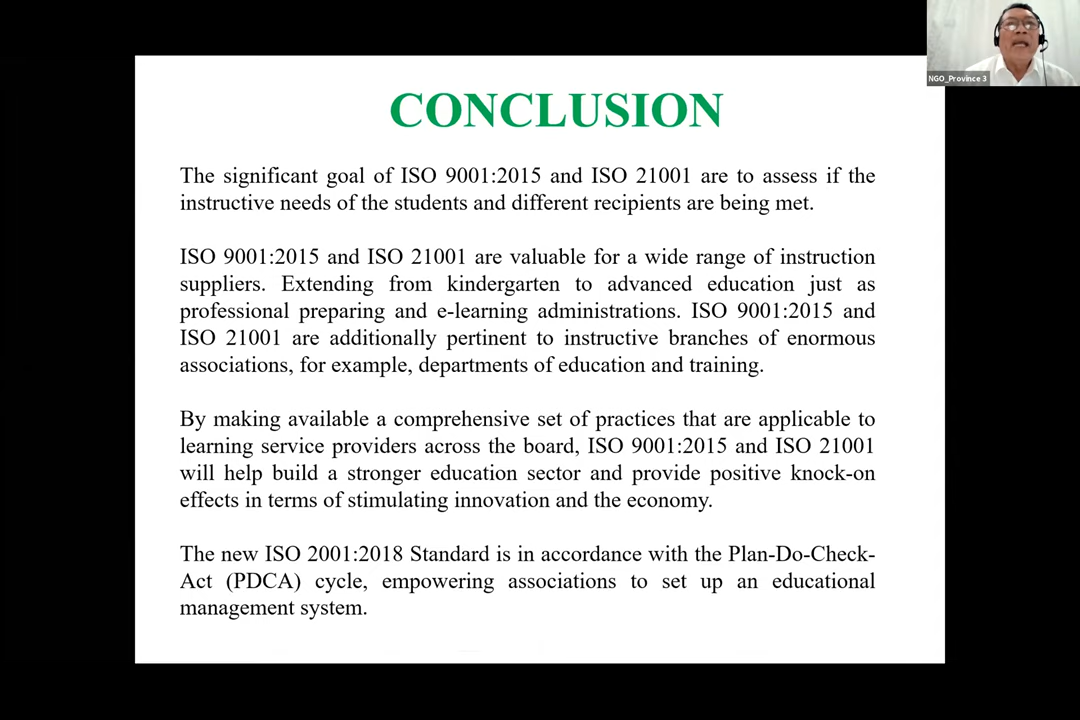 CONCLUSION
NGO_Province 3
The significant goal of ISO 9001:2015 and ISO 21001 are to assess if the
instructive needs of the students and different recipients are being met.
ISO 9001:2015 and ISO 21001 are valuable for a wide range of instruction
suppliers. Extending from kindergarten to advanced education just as
professional preparing and e-learning administrations. ISO 9001:2015 and
ISO 21001 are additionally pertinent to instructive branches of enormous
associations, for example, departments of education and training.
By making available a comprehensive set of practices that are applicable to
learning service providers across the board, ISO 9001:2015 and ISO 21001
will help build a stronger education sector and provide positive knock-on
effects in terms of stimulating innovation and the economy.
The new ISO 2001:2018 Standard is in accordance with the Plan-Do-Check-
Act (PDCA) cycle, empowering associations to set up an educational
management system.